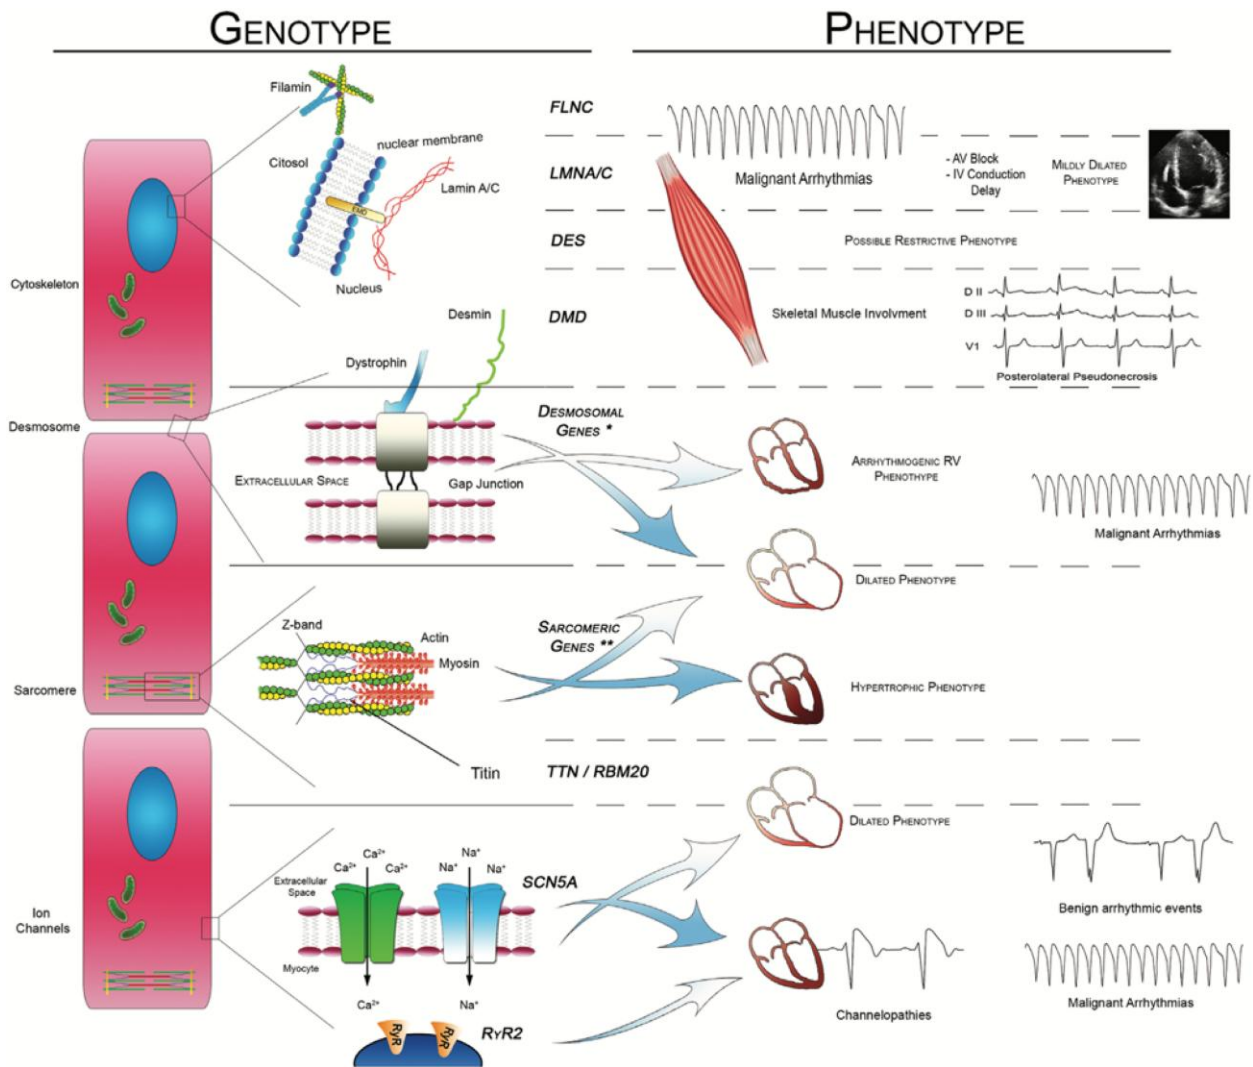 GENOTYPE
PHENOTYPE
Filamin
nuclear membrane
Citosol
Lamin A/C
EMD
Nucleus
Cytoskeleton
FLNC
LMNA/C
DES
DMD
Malignant Arrhythmias
- AV Block
- IV Conduction
Delay
MILDLY DILATED
PHENOTYPE
POSSIBLE RESTRICTIVE PHENOTYPE
Skeletal Muscle Involvment
D II
D III
V1
Posterolateral Pseudonecrosis
Desmin
Dystrophin
Desmosome
EXTRACELLULAR SPACE
Gap Junction
DESMOSOMAL
GENES *
ARRHYTHMOGENIC RV
PHENOTHYPE
Malignant Arrhythmias
DILATED PHENOTYPE
Z-band
Actin
Myosin
Sarcomere
Titin
SARCOMERIC
GENES **
HYPERTROPHIC PHENOTYPE
TTN / RBM20
DILATED PHENOTYPE
Ion
Channels
Ca²⁺
Ca²⁺ Ca²⁺
Na⁺
Na⁺ Na⁺
Extracellular
Space
Myocyte
Ca²⁺
Na⁺
SCN5A
RyR
RyR
RYR2
Benign arrhythmic events
Channelopathies
Malignant Arrhythmias